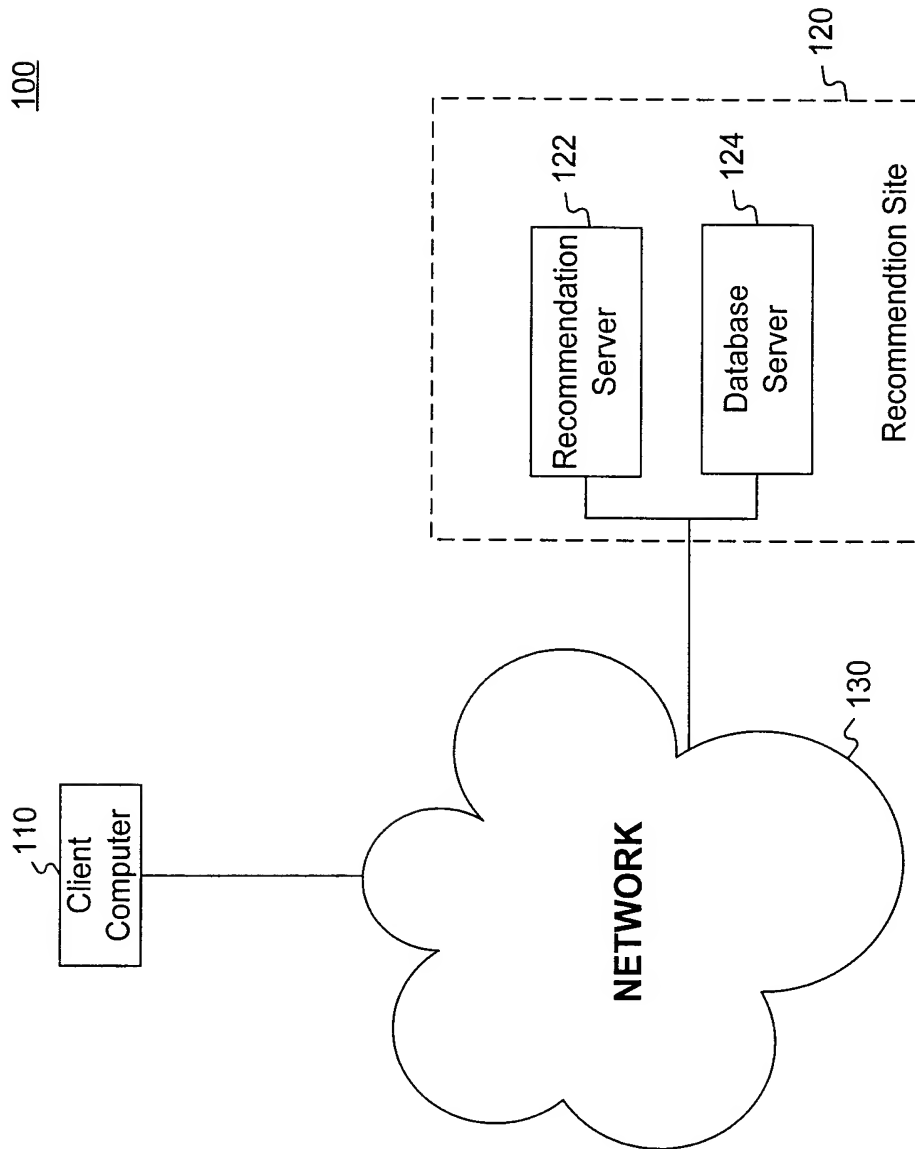 100
110
Client
Computer
NETWORK
130
120
Recommendation
Server
122
Database
Server
124
Recommendtion Site